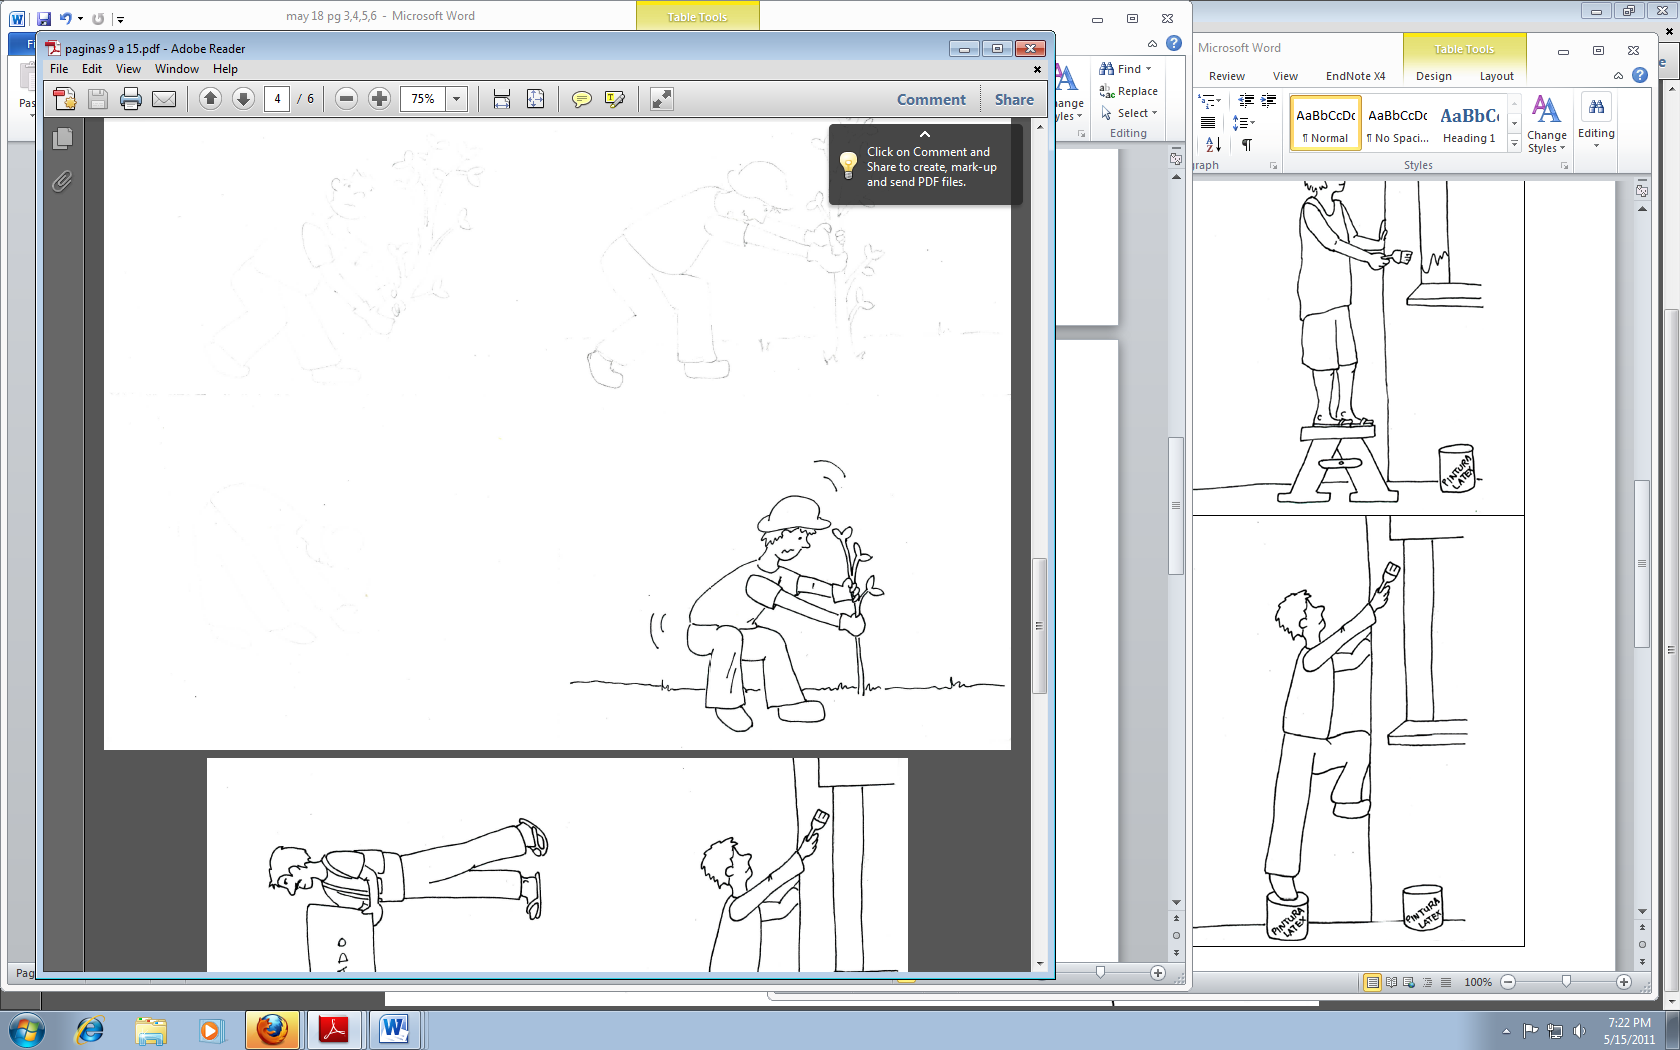 may 18 pg 3,4,5,6 - Microsoft Word
Table Tools
paginas 9 a 15.pdf - Adobe Reader
File Edit View Window Help
4 / 6
75%
Comment
Share
Click on Comment and
Share to create, mark-up
and send PDF files.
Find
Replace
Select
Editing
Microsoft Word
Table Tools
Review View EndNote X4 Design Layout
AaBbCcDc AaBbCcDc AaBbCc
¶ Normal ¶ No Spaci... Heading 1
Change
Styles
Editing
Styles
PINTURA
LATEX
PINTURA
LATEX
PINTURA
LATEX
100%
7:22 PM
5/15/2011